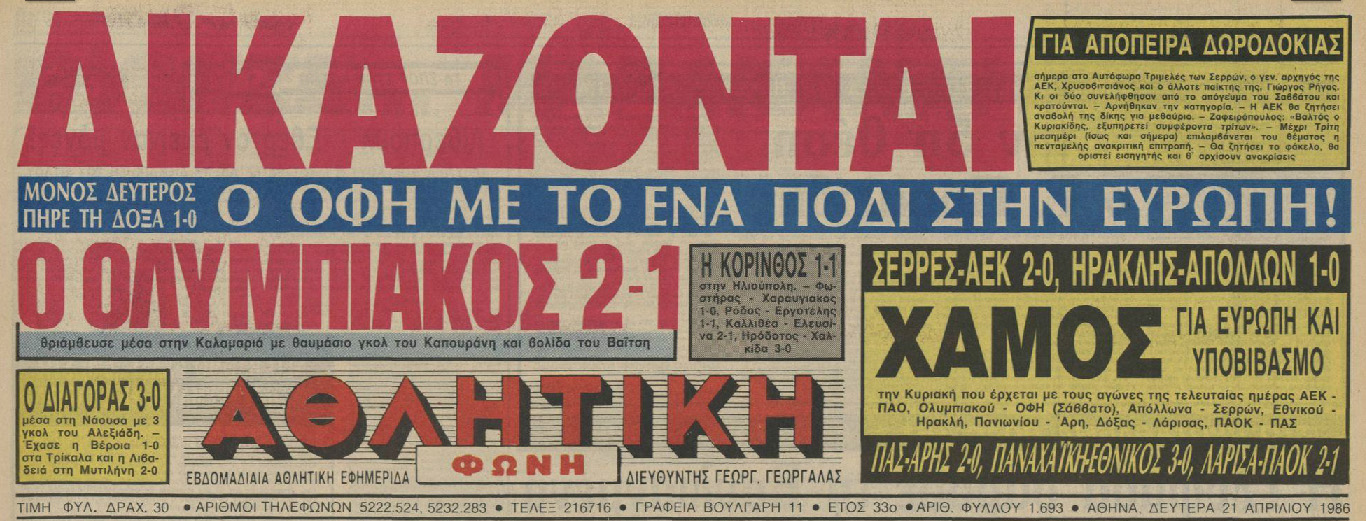 ΔΙΚΑΖΟΝΤΑΙ
ΓΙΑ ΑΠΟΠΕΙΡΑ ΔΩΡΟΔΟΚΙΑΣ
σήμερα στο Αυτόφωρο Τριμελές των Σερρών, ο γεν. αρχηγός της
ΑΕΚ, Χρυσοβιτσιάνος και ο άλλοτε παίκτης της, Γιώργος Ρήγας.
Κι οι δύο συνελήφθησαν από το απόγευμα του Σαββάτου και
κρατούνται. – Αρνήθηκαν την κατηγορία. – Η ΑΕΚ θα ζητήσει
αναβολή της δίκης για μεθαύριο. – Ζαφειρόπουλος: «Βαλτός ο
Κυριακίδης, εξυπηρετεί συμφέροντα τρίτων». – Μέχρι Τρίτη
μεσημέρι (ίσως και σήμερα) επιλαμβάνεται του θέματος η
πενταμελής ανακριτική επιτροπή. – Θα ζητήσει το φάκελο, θα
οριστεί εισηγητής και θ' αρχίσουν ανακρίσεις
ΜΟΝΟΣ ΔΕΥΤΕΡΟΣ
ΠΗΡΕ ΤΗ ΔΟΞΑ 1-0
Ο ΟΦΗ ΜΕ ΤΟ ΕΝΑ ΠΟΔΙ ΣΤΗΝ ΕΥΡΩΠΗ!
Ο ΟΛΥΜΠΙΑΚΟΣ 2-1
θριάμβευσε μέσα στην Καλαμαριά με θαυμάσιο γκολ του Καπουράνη και βολίδα του Βαΐτση
Η ΚΟΡΙΝΘΟΣ 1-1
στην Ηλιούπολη. – Φω-
στήρας - Χαραυγιακός
1-0, Ρόδος - Εργοτέλης
1-1, Καλλιθέα - Ελευσί-
να 2-1, Ηρόδοτος - Χαλ-
κίδα 3-0
ΣΕΡΡΕΣ-ΑΕΚ 2-0, ΗΡΑΚΛΗΣ-ΑΠΟΛΛΩΝ 1-0
ΧΑΜΟΣ
ΓΙΑ ΕΥΡΩΠΗ ΚΑΙ
ΥΠΟΒΙΒΑΣΜΟ
την Κυριακή που έρχεται με τους αγώνες της τελευταίας ημέρας ΑΕΚ -
ΠΑΟ, Ολυμπιακού - ΟΦΗ (Σάββατο), Απόλλωνα - Σερρών, Εθνικού -
Ηρακλή, Πανιωνίου - Άρη, Δόξας - Λάρισας, ΠΑΟΚ - ΠΑΣ
ΠΑΣ-ΑΡΗΣ 2-0, ΠΑΝΑΧΑΪΚΗ-ΕΘΝΙΚΟΣ 3-0, ΛΑΡΙΣΑ-ΠΑΟΚ 2-1
Ο ΔΙΑΓΟΡΑΣ 3-0
μέσα στη Νάουσα με 3
γκολ του Αλεξιάδη. –
Έχασε η Βέροια 1-0
στα Τρίκαλα και η Λιβα-
δειά στη Μυτιλήνη 2-0
ΑΘΛΗΤΙΚΗ
ΦΩΝΗ
ΕΒΔΟΜΑΔΙΑΙΑ ΑΘΛΗΤΙΚΗ ΕΦΗΜΕΡΙΔΑ
ΔΙΕΥΘΥΝΤΗΣ ΓΕΩΡΓ. ΓΕΩΡΓΑΛΑΣ
ΤΙΜΗ ΦΥΛ. ΔΡΑΧ. 30 ● ΑΡΙΘΜΟΙ ΤΗΛΕΦΩΝΩΝ 5222.524, 5232.283 ● ΤΕΛΕΞ 216716 ● ΓΡΑΦΕΙΑ ΒΟΥΛΓΑΡΗ 11 ● ΕΤΟΣ 33ο ● ΑΡΙΘ. ΦΥΛΛΟΥ 1.693 ● ΑΘΗΝΑ, ΔΕΥΤΕΡΑ 21 ΑΠΡΙΛΙΟΥ 1986